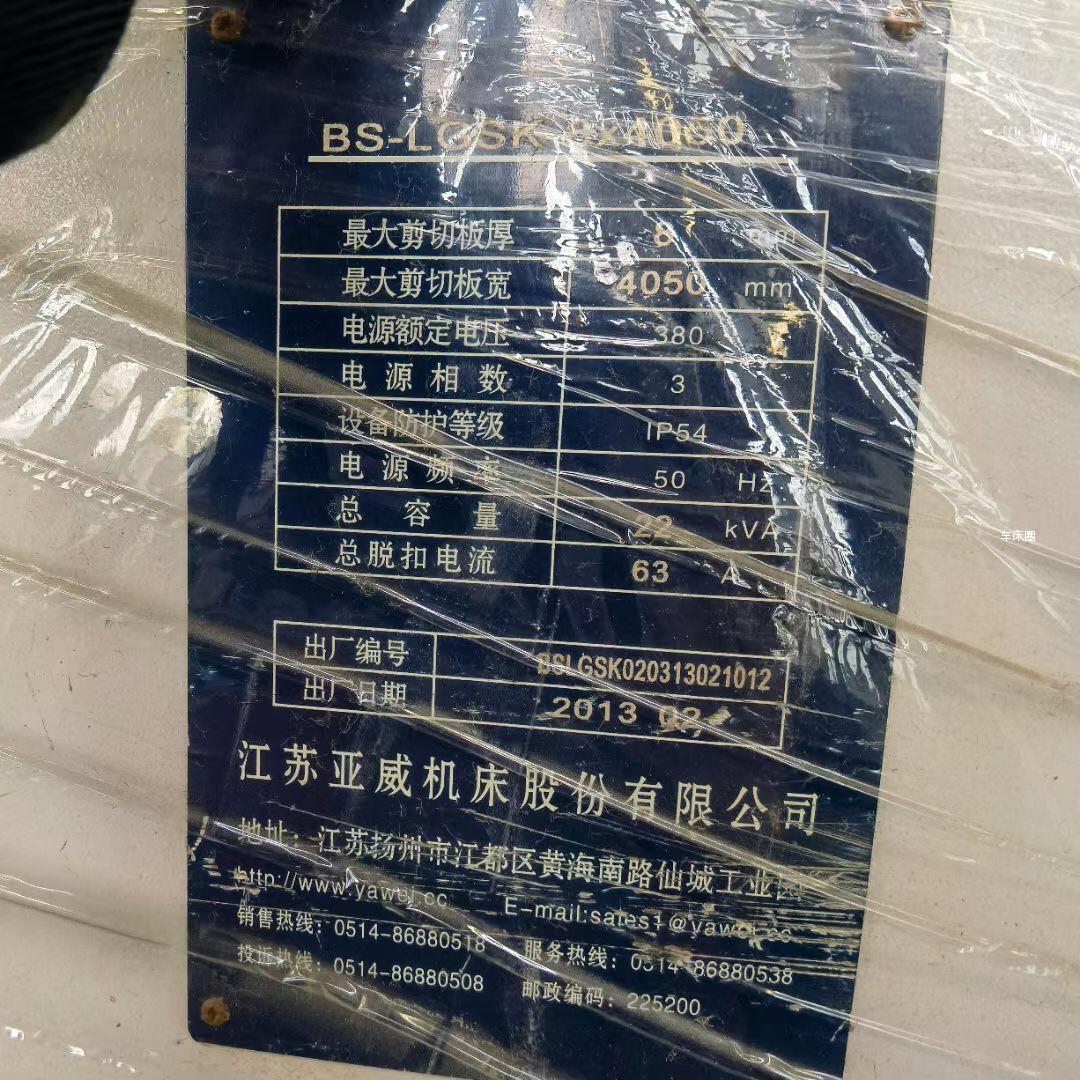 BS-LGSK 8x4050
最大剪切板厚 8 mm
最大剪切板宽 4050 mm
电源额定电压 380
电源相数 3
设备防护等级 IP54
电源频率 50 Hz
总容量 22 kVA
总脱扣电流 63 A
出厂编号 BSLGSK020313021012
出厂日期 2013 02
江苏亚威机床股份有限公司
地址：江苏扬州市江都区黄海南路仙城工业园
http://www.yawei.cc E-mail:sales1@yawei.cc
销售热线：0514-86880518 服务热线：0514-86880538
投诉热线：0514-86880508 邮政编码：225200
车床圈